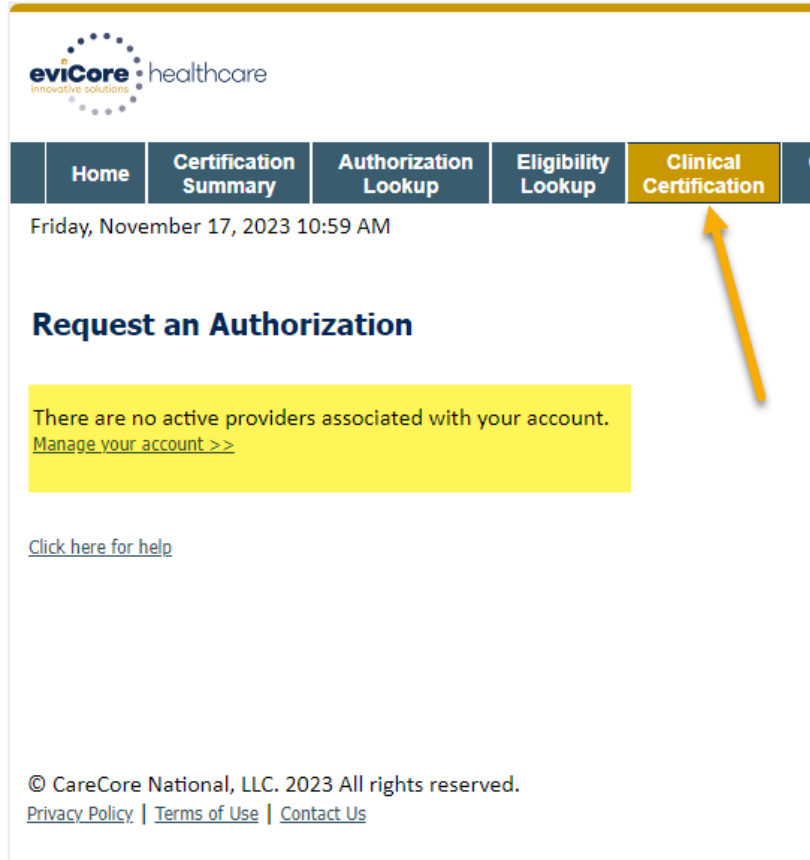 eviCore healthcare
innovative solutions
Home
Certification
Summary
Authorization
Lookup
Eligibility
Lookup
Clinical
Certification
Friday, November 17, 2023 10:59 AM
Request an Authorization
There are no active providers associated with your account.
Manage your account >>
Click here for help
© CareCore National, LLC. 2023 All rights reserved.
Privacy Policy | Terms of Use | Contact Us